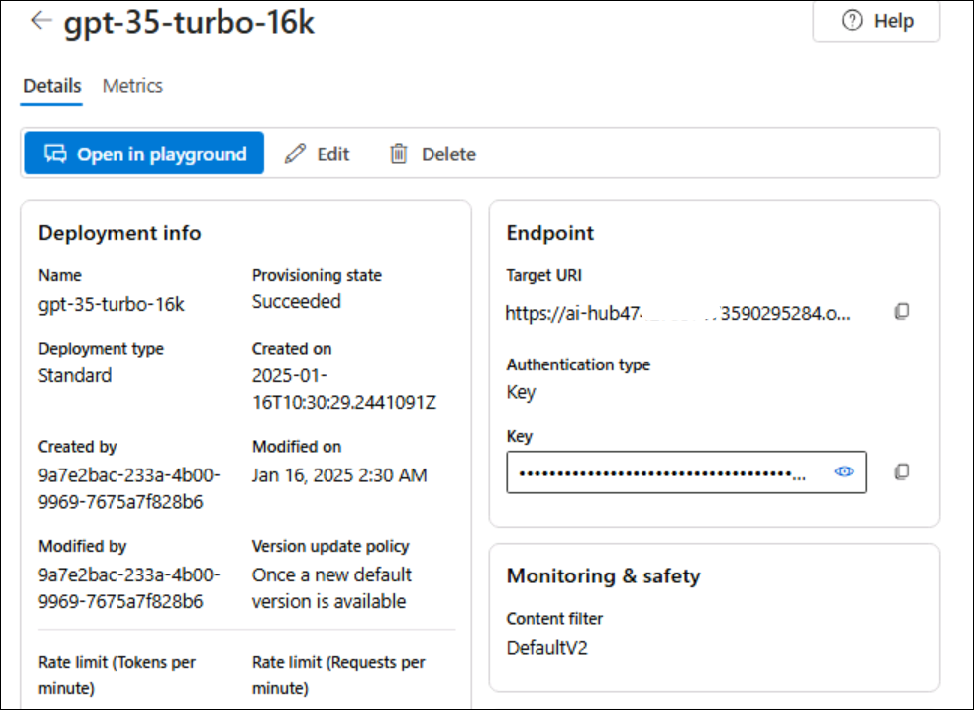 gpt-35-turbo-16k
Help
Details
Metrics
Open in playground
Edit
Delete
Deployment info
Name
Provisioning state
gpt-35-turbo-16k
Succeeded
Deployment type
Created on
Standard
2025-01-
16T10:30:29.2441091Z
Created by
Modified on
9a7e2bac-233a-4b00-
9969-7675a7f828b6
Jan 16, 2025 2:30 AM
Modified by
Version update policy
9a7e2bac-233a-4b00-
9969-7675a7f828b6
Once a new default
version is available
Rate limit (Tokens per
minute)
Rate limit (Requests per
minute)
Endpoint
Target URI
https://ai-hub47 3590295284.o...
Authentication type
Key
Key
••••••••••••••••••••••••••••••••••••••...
Monitoring & safety
Content filter
DefaultV2